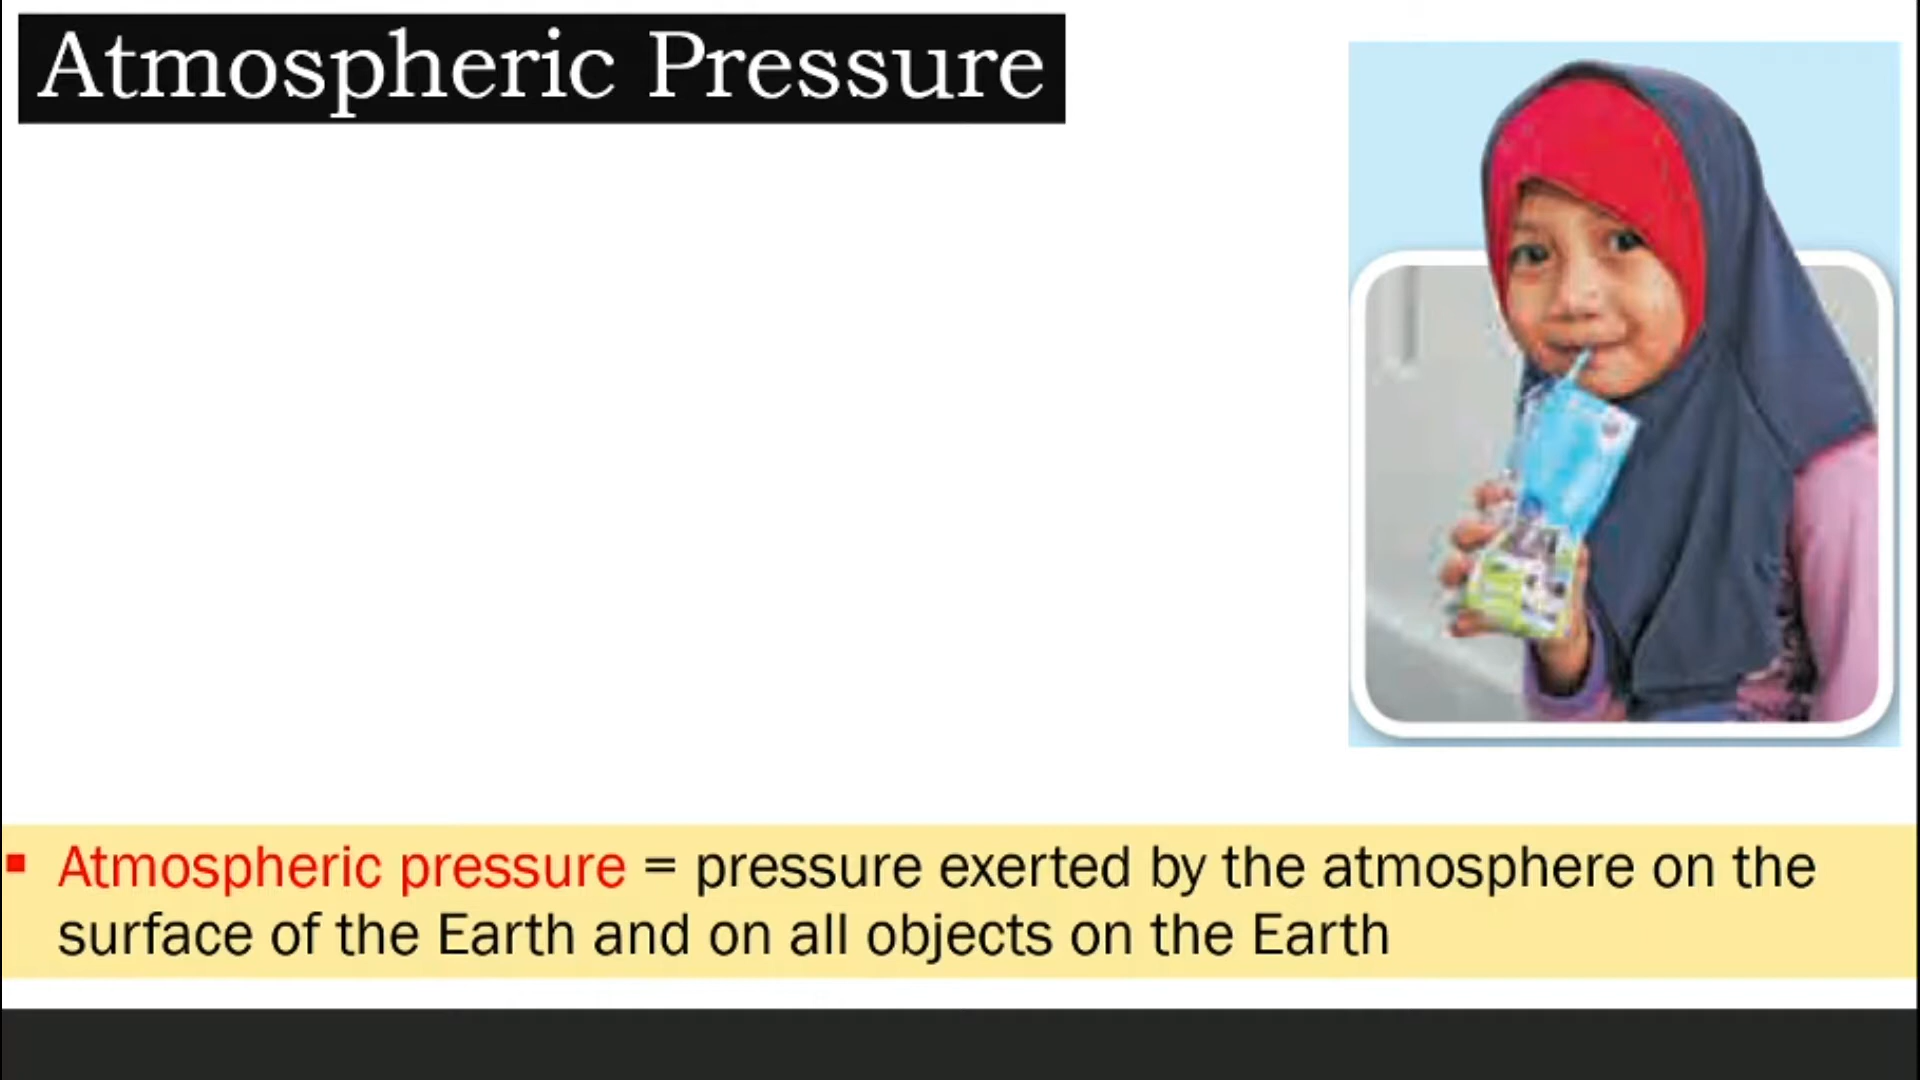 Atmospheric Pressure
▪ Atmospheric pressure = pressure exerted by the atmosphere on the
surface of the Earth and on all objects on the Earth